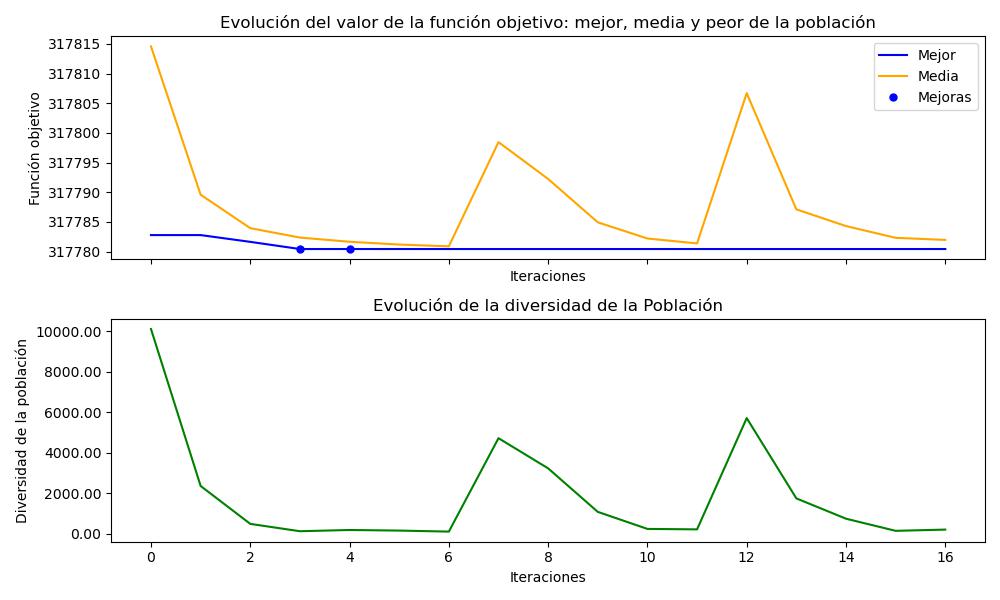 Evolución del valor de la función objetivo: mejor, media y peor de la población
317815
317810
317805
317800
317795
317790
317785
317780
Función objetivo
Mejor
Media
Mejoras
Iteraciones
Evolución de la diversidad de la Población
10000.00
8000.00
6000.00
4000.00
2000.00
0.00
Diversidad de la población
0 2 4 6 8 10 12 14 16
Iteraciones